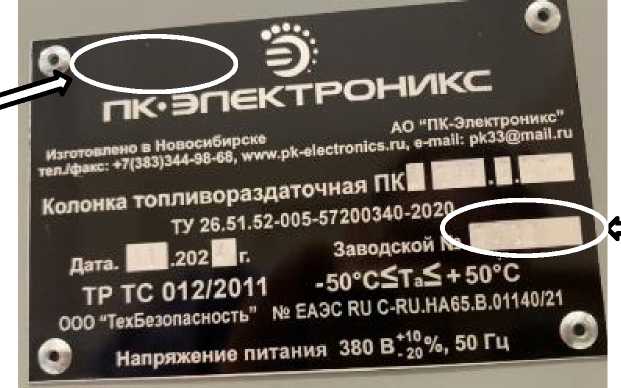 Э
ПК·ЭЛЕКТРОНИКС
Изготовлено в Новосибирске АО "ПК-Электроникс"
тел./факс: +7(383)344-98-68, www.pk-electronics.ru, e-mail: pk33@mail.ru
Колонка топливораздаточная ПК . .
ТУ 26.51.52-005-57200340-2020
Дата. .202 г. Заводской №
ТР ТС 012/2011 -50°C≤Ta≤+50°C
ООО "ТехБезопасность" № ЕАЭС RU C-RU.НА65.В.01140/21
Напряжение питания 380 В +10 -20 %, 50 Гц